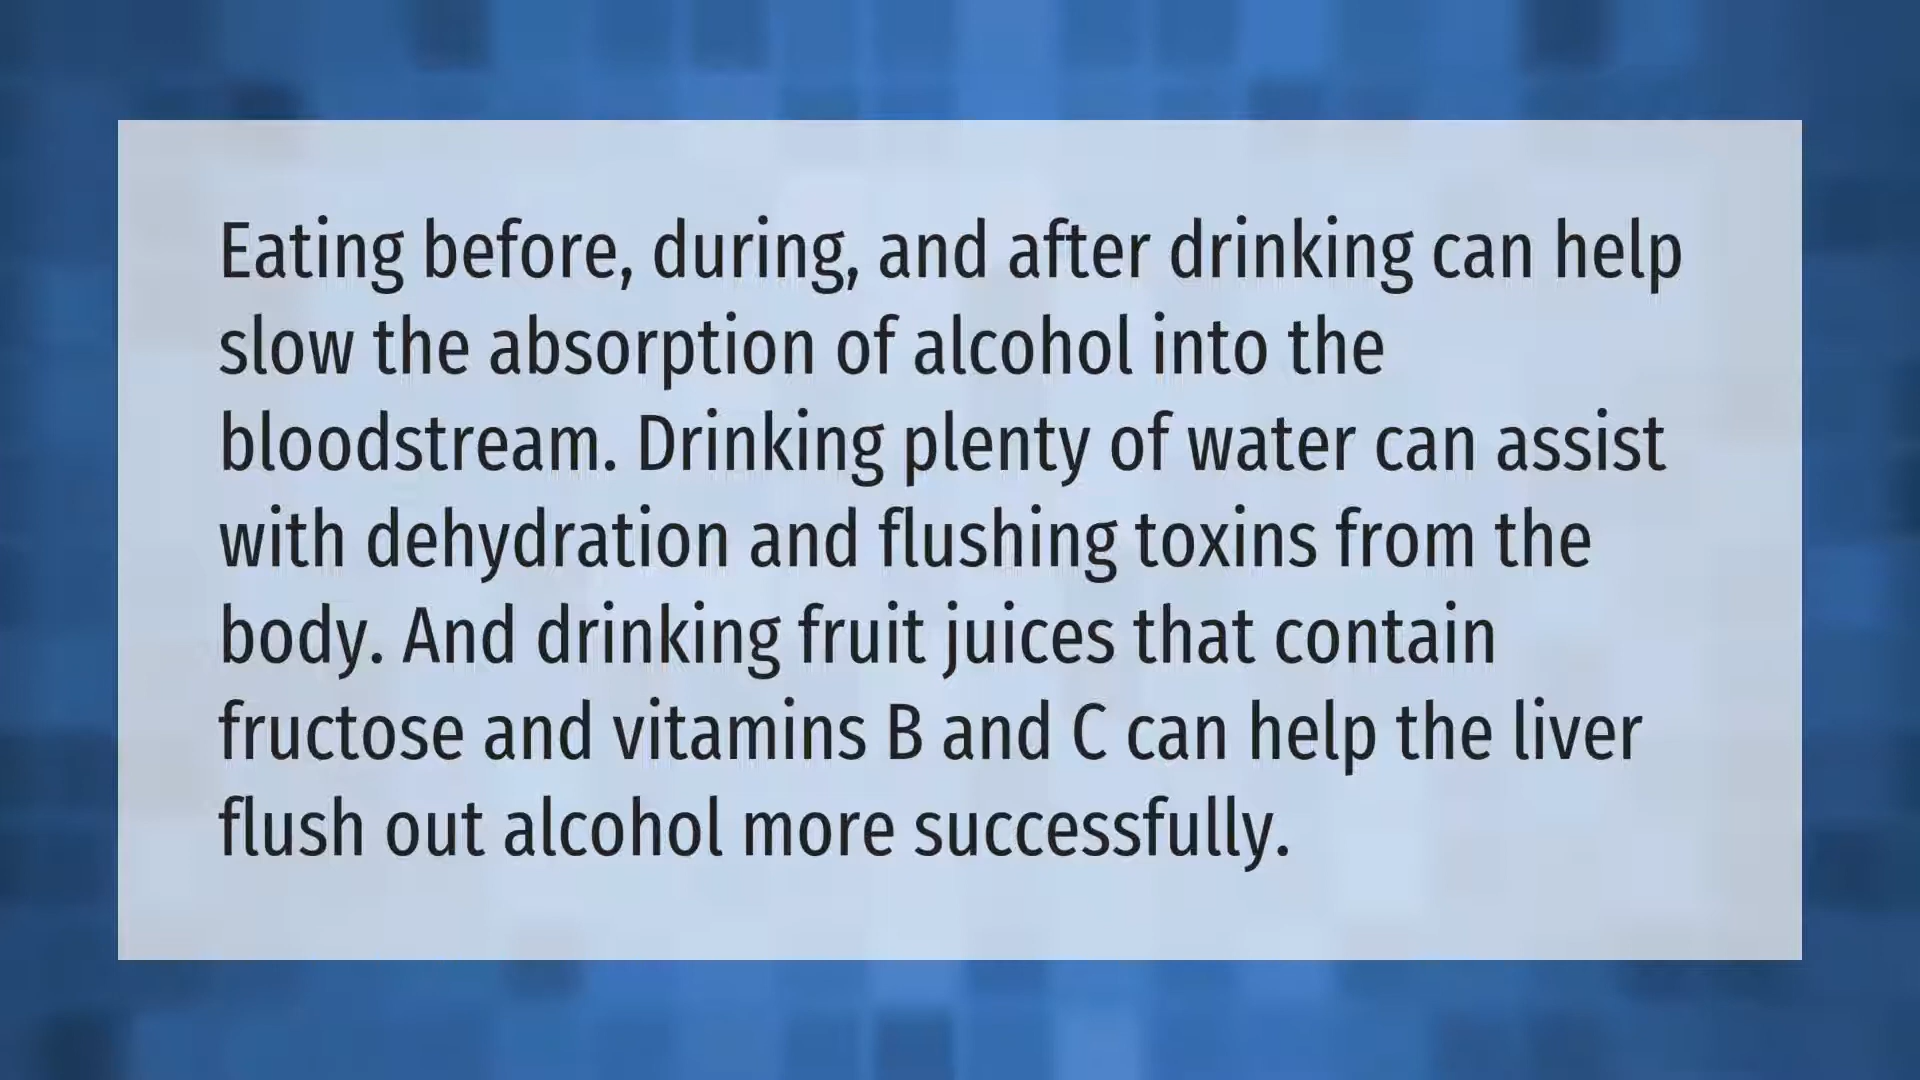 Eating before, during, and after drinking can help
slow the absorption of alcohol into the
bloodstream. Drinking plenty of water can assist
with dehydration and flushing toxins from the
body. And drinking fruit juices that contain
fructose and vitamins B and C can help the liver
flush out alcohol more successfully.